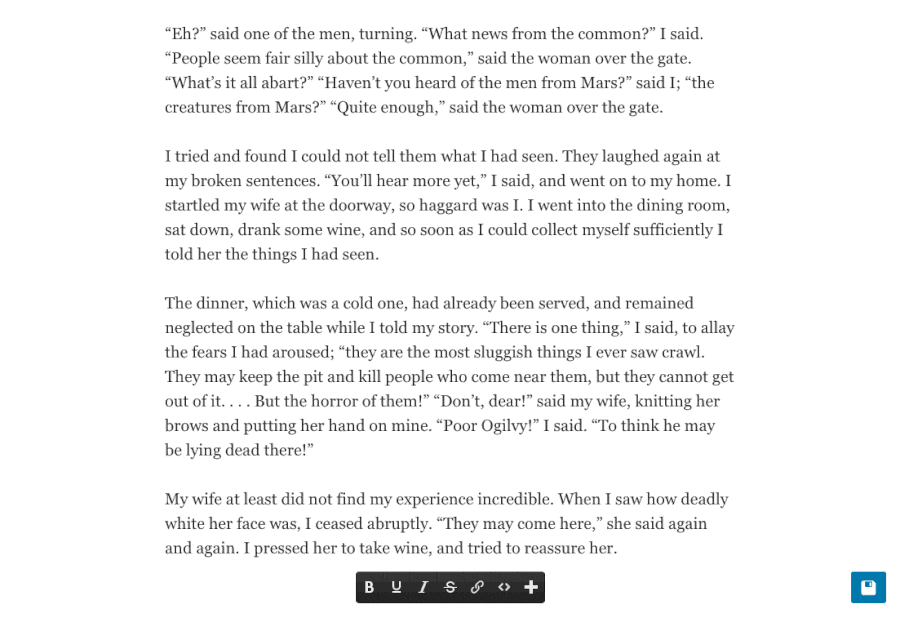 “Eh?” said one of the men, turning. “What news from the common?” I said.
“People seem fair silly about the common,” said the woman over the gate.
“What’s it all abart?” “Haven’t you heard of the men from Mars?” said I; “the
creatures from Mars?” “Quite enough,” said the woman over the gate.
I tried and found I could not tell them what I had seen. They laughed again at
my broken sentences. “You’ll hear more yet,” I said, and went on to my home. I
startled my wife at the doorway, so haggard was I. I went into the dining room,
sat down, drank some wine, and so soon as I could collect myself sufficiently I
told her the things I had seen.
The dinner, which was a cold one, had already been served, and remained
neglected on the table while I told my story. “There is one thing,” I said, to allay
the fears I had aroused; “they are the most sluggish things I ever saw crawl.
They may keep the pit and kill people who come near them, but they cannot get
out of it. . . . But the horror of them!” “Don’t, dear!” said my wife, knitting her
brows and putting her hand on mine. “Poor Ogilvy!” I said. “To think he may
be lying dead there!”
My wife at least did not find my experience incredible. When I saw how deadly
white her face was, I ceased abruptly. “They may come here,” she said again
and again. I pressed her to take wine, and tried to reassure her.
B U I S <> +